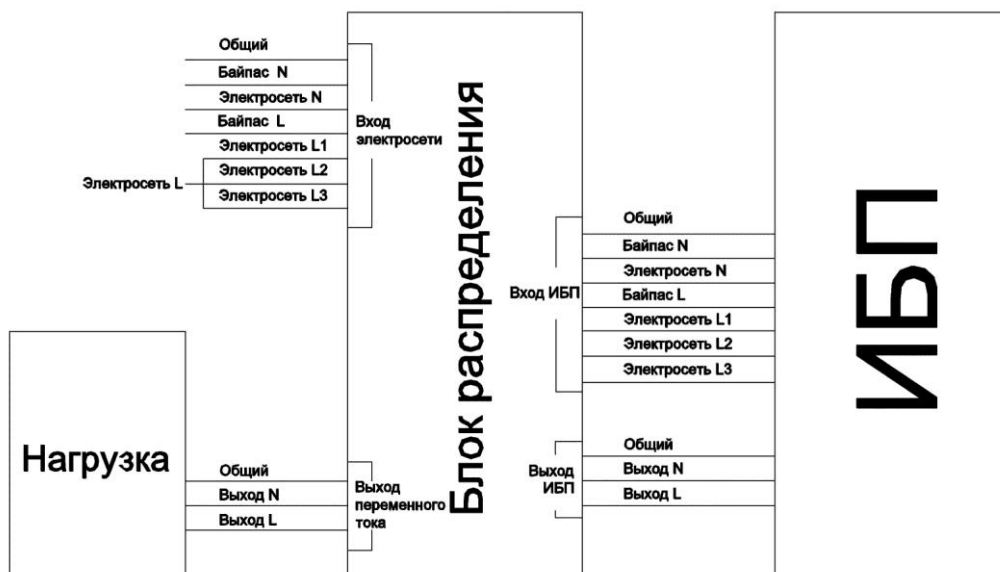 Общий
Байпас N
Электросеть N
Байпас L
Электросеть L1
Электросеть L2
Электросеть L3
Электросеть L
Вход
электросети
Блок распределения
Общий
Байпас N
Электросеть N
Байпас L
Электросеть L1
Электросеть L2
Электросеть L3
Вход ИБП
ИБП
Нагрузка
Общий
Выход N
Выход L
Выход
переменного
тока
Выход
ИБП
Общий
Выход N
Выход L